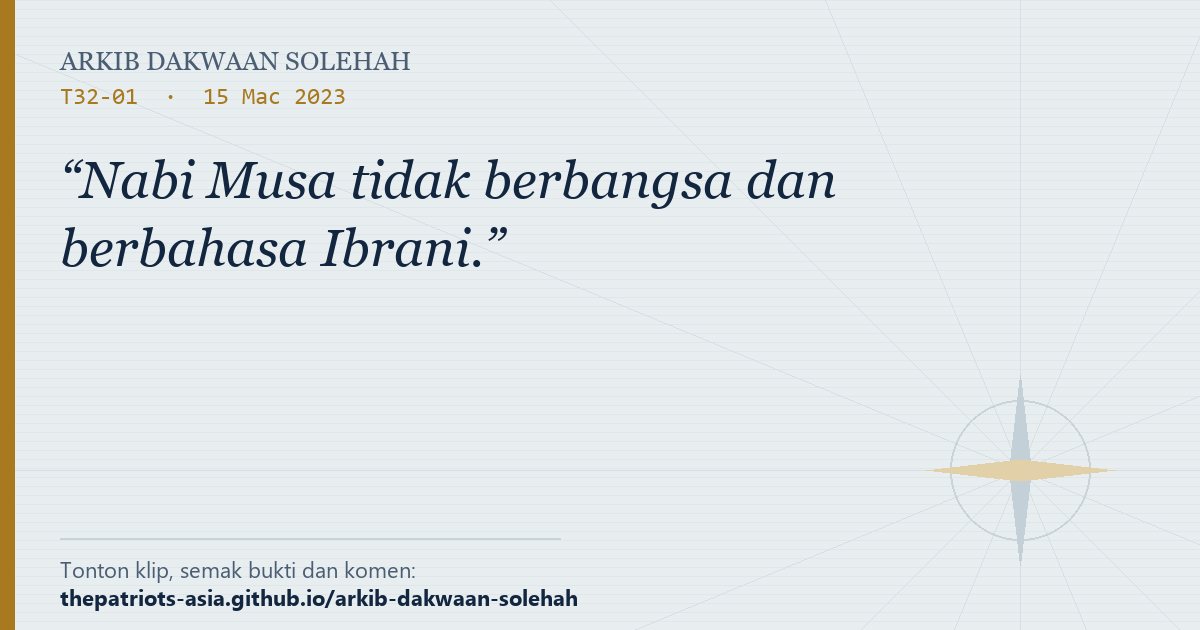 ARKIB DAKWAAN SOLEHAH
T32-01 · 15 Mac 2023
“Nabi Musa tidak berbangsa dan
berbahasa Ibrani.”
Tonton klip, semak bukti dan komen:
thepatriots-asia.github.io/arkib-dakwaan-solehah